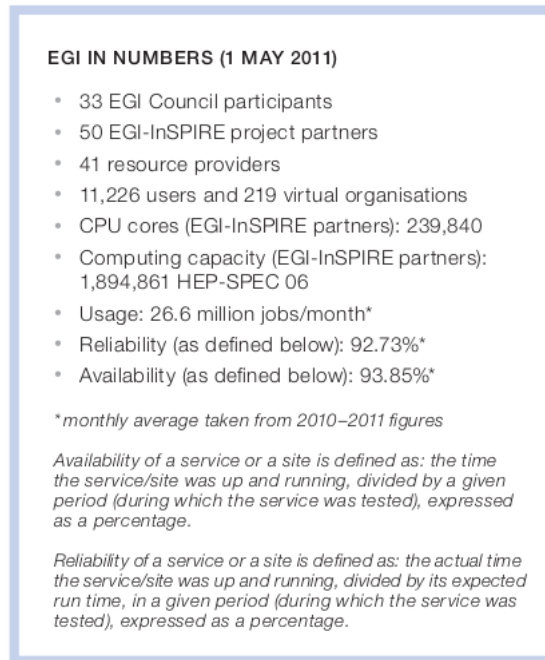 EGI IN NUMBERS (1 MAY 2011)
• 33 EGI Council participants
• 50 EGI-InSPIRE project partners
• 41 resource providers
• 11,226 users and 219 virtual organisations
• CPU cores (EGI-InSPIRE partners): 239,840
• Computing capacity (EGI-InSPIRE partners):
1,894,861 HEP-SPEC 06
• Usage: 26.6 million jobs/month*
• Reliability (as defined below): 92.73%*
• Availability (as defined below): 93.85%*
*monthly average taken from 2010–2011 figures
Availability of a service or a site is defined as: the time
the service/site was up and running, divided by a given
period (during which the service was tested), expressed
as a percentage.
Reliability of a service or a site is defined as: the actual time
the service/site was up and running, divided by its expected
run time, in a given period (during which the service was
tested), expressed as a percentage.